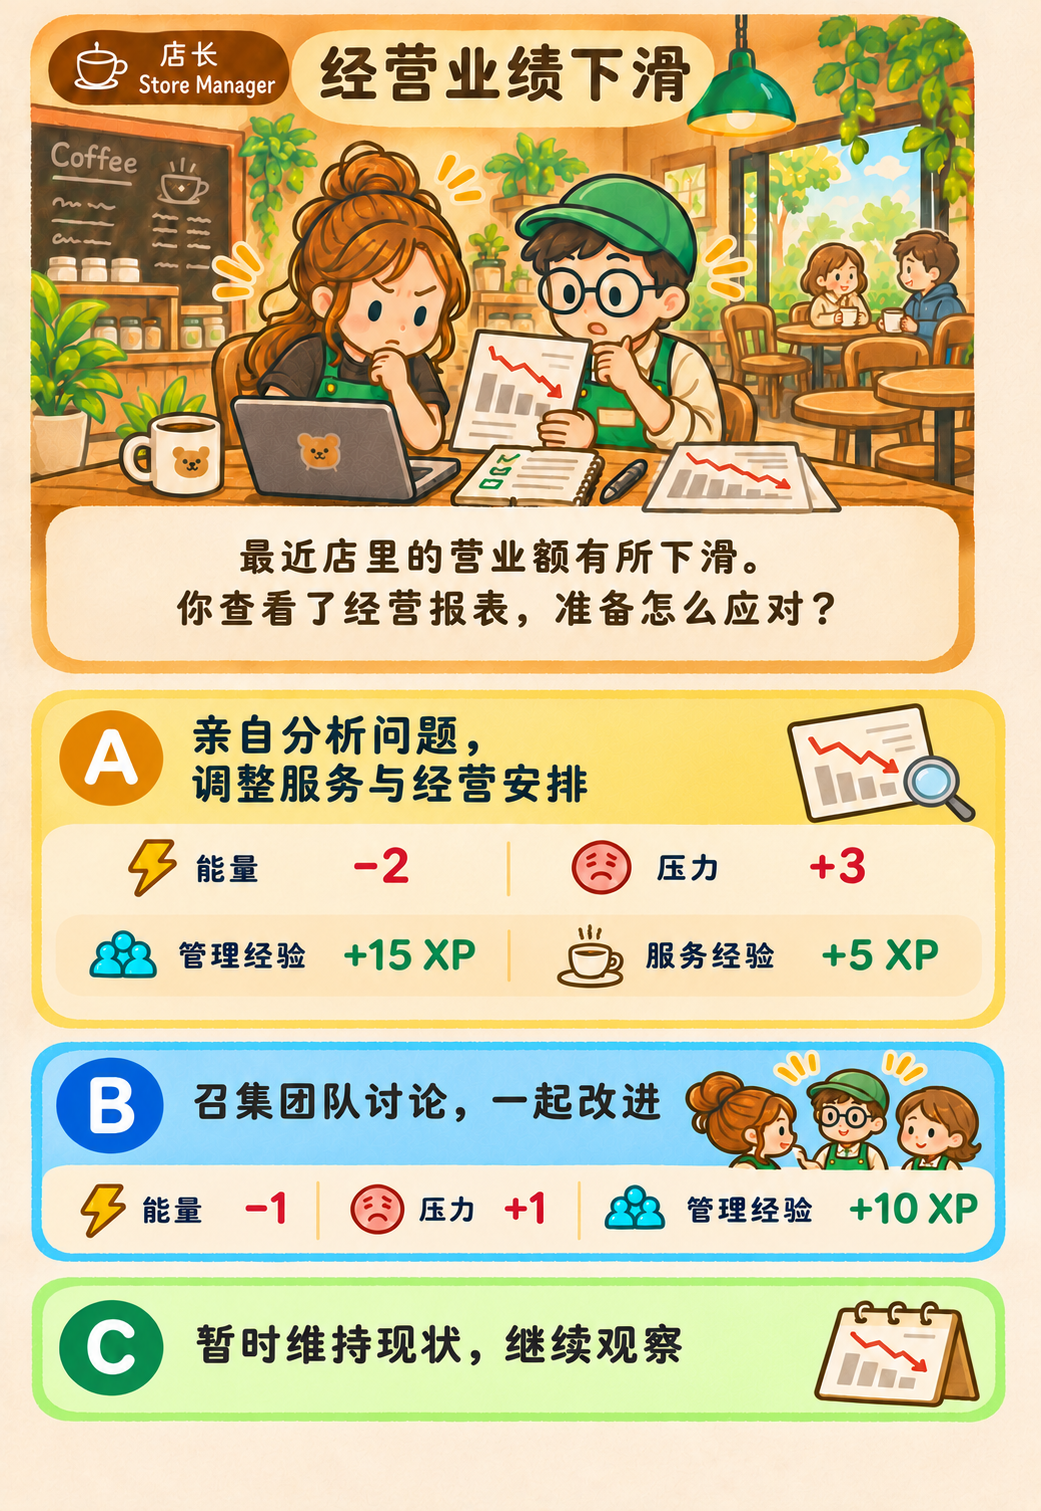 店长
Store Manager
经营业绩下滑
Coffee
最近店里的营业额有所下滑。
你查看了经营报表，准备怎么应对？
A
亲自分析问题，
调整服务与经营安排
能量 -2
压力 +3
管理经验 +15 XP
服务经验 +5 XP
B
召集团队讨论，一起改进
能量 -1
压力 +1
管理经验 +10 XP
C
暂时维持现状，继续观察